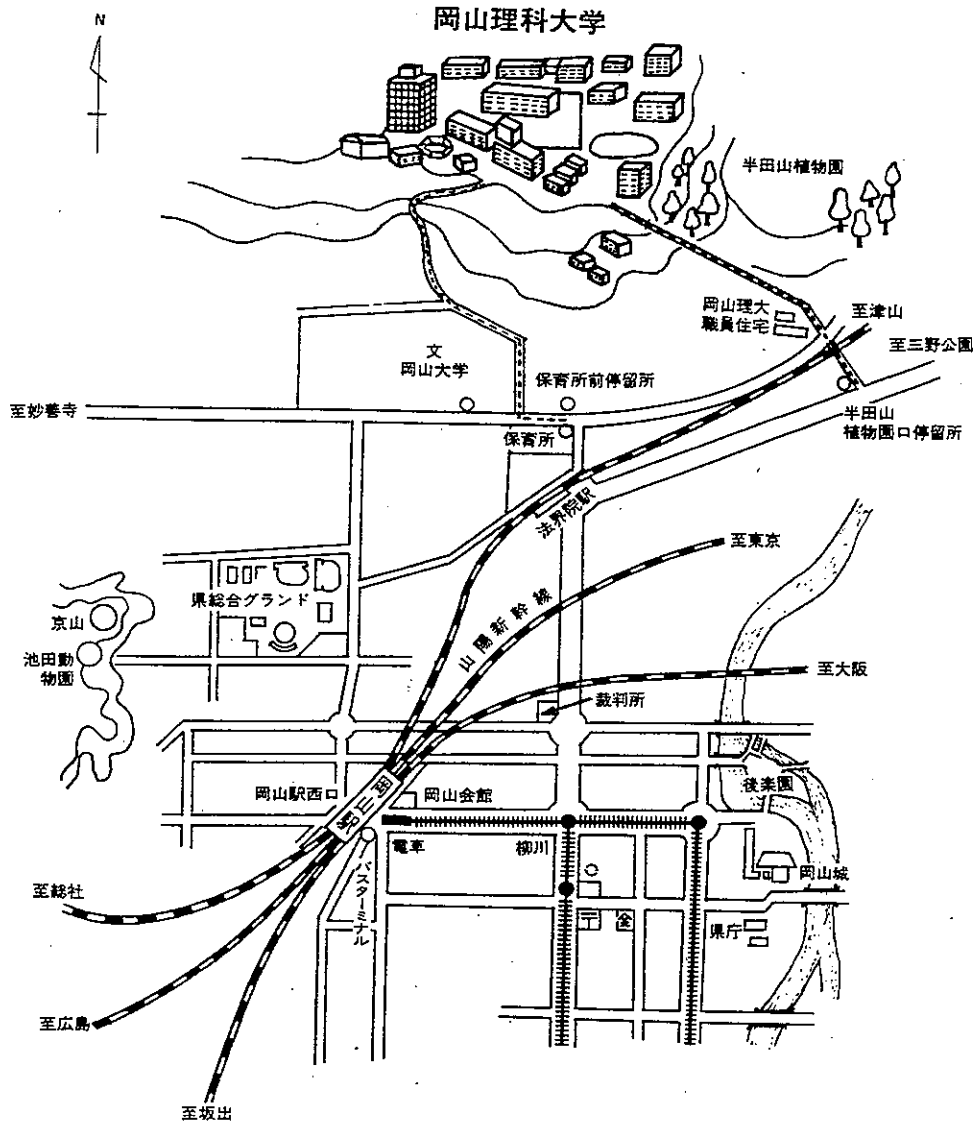 岡山理科大学
N
半田山植物園
岡山理大
職員住宅
至津山
至三野公園
文
岡山大学
保育所前停留所
至妙善寺
保育所
半田山
植物園口停留所
法界院駅
至東京
山陽新幹線
県総合グランド
京山
池田動
物園
至大阪
裁判所
岡山駅西口
岡山駅
岡山会館
後楽園
電車
柳川
バスターミナル
岡山城
至総社
県庁
至広島
至坂出